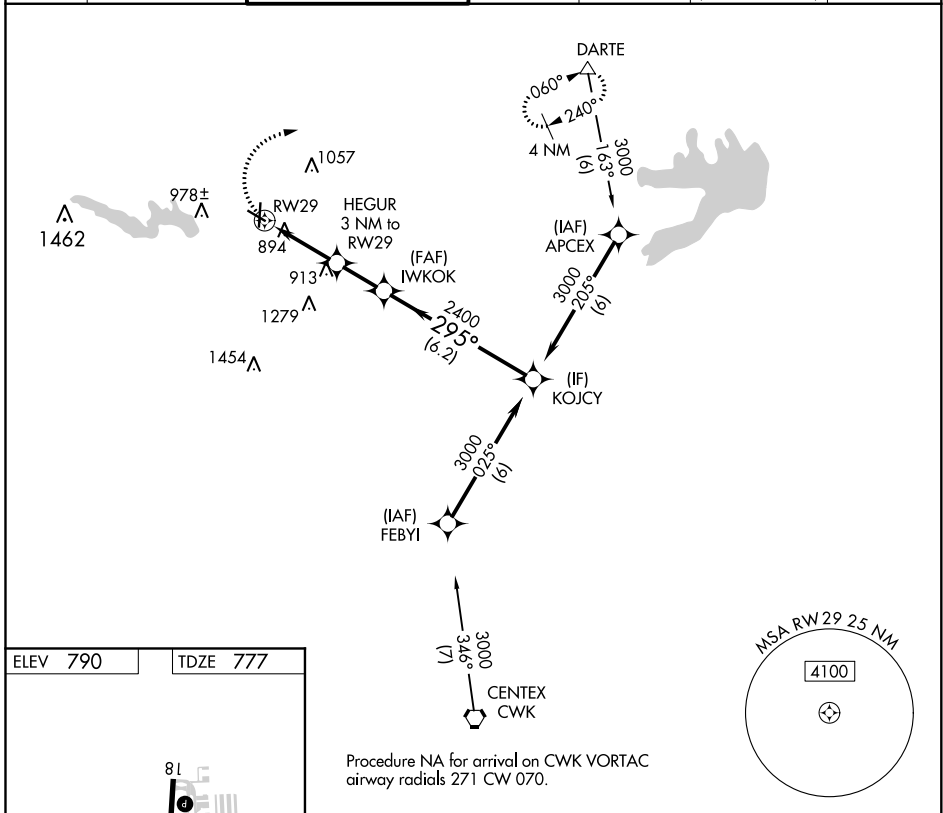 DARTE
060°
240°
4 NM
3000
163°
(6)
1057
978±
1462
RW29
894
HEGUR
3 NM to
RW29
(IAF)
APCEX
(FAF)
IWKOK
913
3000
205°
(6)
1279
2400
295°
(6.2)
1454
(IF)
KOJCY
3000
025°
(6)
(IAF)
FEBYI
3000
346°
(7)
MSA RW29 25 NM
4100
ELEV 790
TDZE 777
CENTEX
CWK
Procedure NA for arrival on CWK VORTAC
airway radials 271 CW 070.
18
P